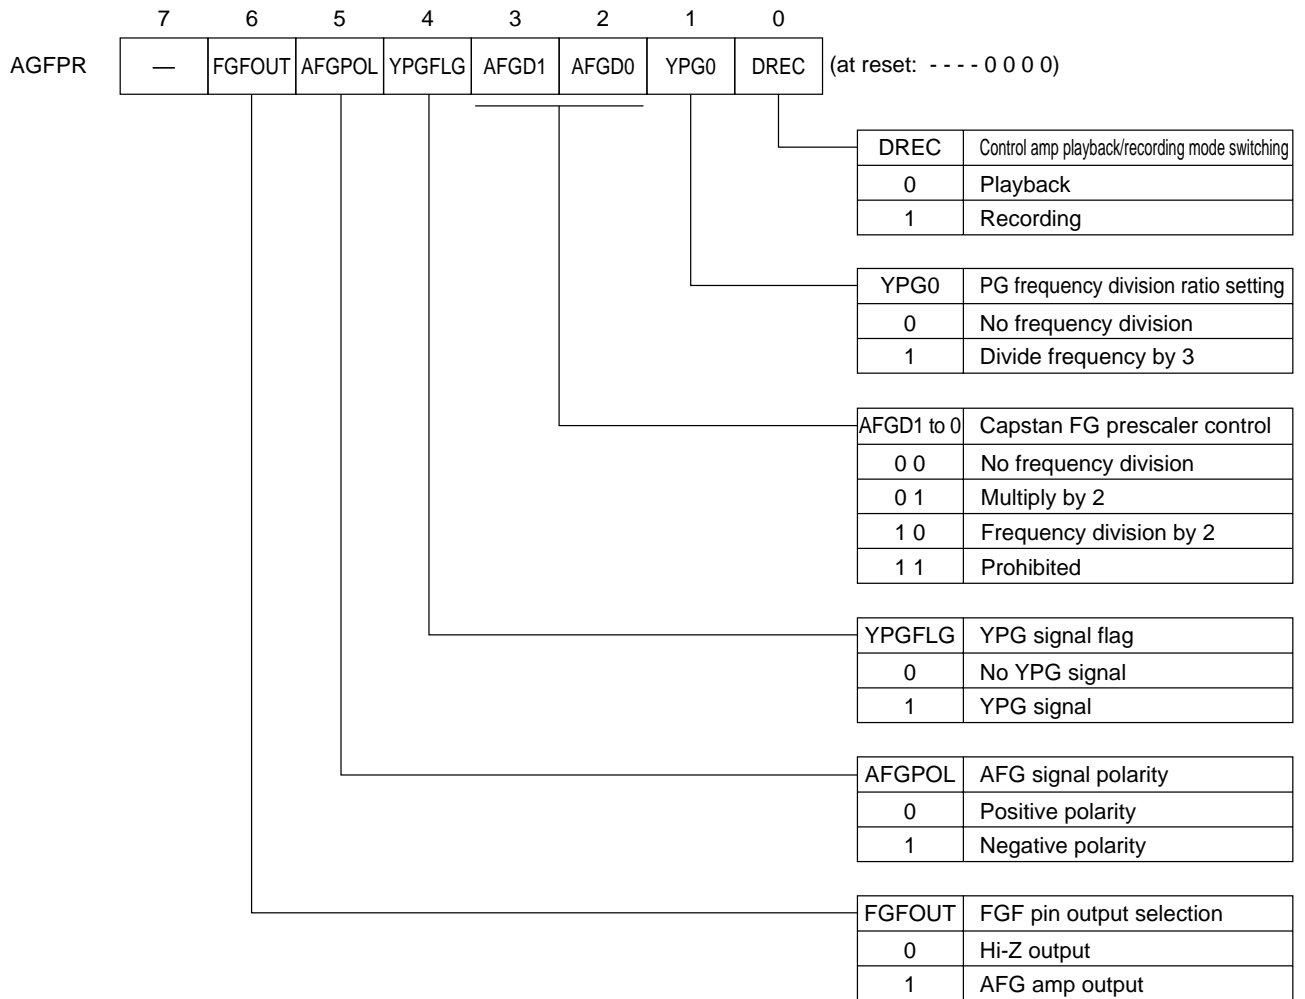 7 6 5 4 3 2 1 0
AGFPR — FGFOUT AFGPOL YPGFLG AFGD1 AFGD0 YPG0 DREC (at reset: - - - - 0 0 0 0)
DREC Control amp playback/recording mode switching
0 Playback
1 Recording
YPG0 PG frequency division ratio setting
0 No frequency division
1 Divide frequency by 3
AFGD1 to 0 Capstan FG prescaler control
0 0 No frequency division
0 1 Multiply by 2
1 0 Frequency division by 2
1 1 Prohibited
YPGFLG YPG signal flag
0 No YPG signal
1 YPG signal
AFGPOL AFG signal polarity
0 Positive polarity
1 Negative polarity
FGFOUT FGF pin output selection
0 Hi-Z output
1 AFG amp output